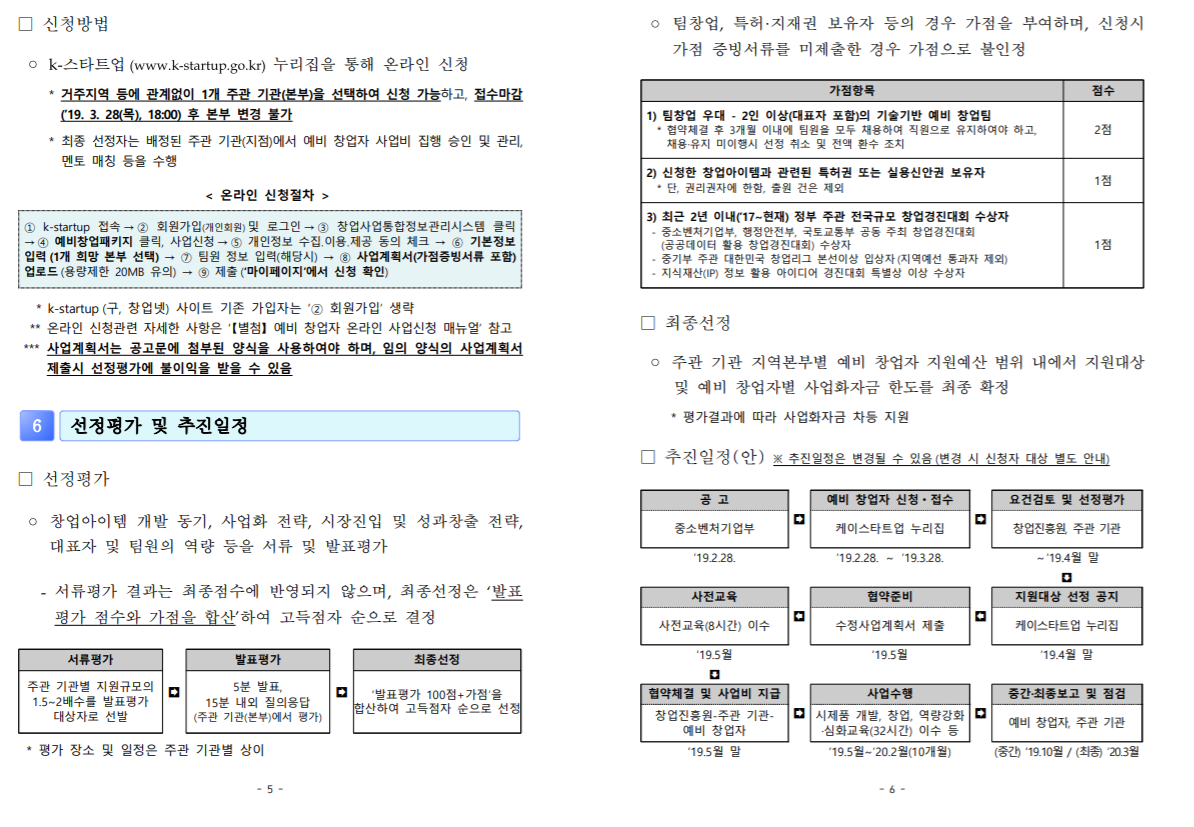 □ 신청방법
○ k-스타트업(www.k-startup.go.kr) 누리집을 통해 온라인 신청
* 거주지역 등에 관계없이 1개 주관 기관(본부)을 선택하여 신청 가능하고, 접수마감
('19. 3. 28(목), 18:00) 후 본부 변경 불가
* 최종 선정자는 배정된 주관 기관(지점)에서 예비 창업자 사업비 집행 승인 및 관리,
멘토 매칭 등을 수행
< 온라인 신청절차 >
① k-startup 접속 → ② 회원가입(개인회원) 및 로그인 → ③ 창업사업통합정보관리시스템 클릭
→ ④ 예비창업패키지 클릭, 사업신청 → ⑤ 개인정보 수집.이용.제공 동의 체크 → ⑥ 기본정보
입력 (1개 희망 본부 선택) → ⑦ 팀원 정보 입력(해당시) → ⑧ 사업계획서(가점증빙서류 포함)
업로드 (용량제한 20MB 유의) → ⑨ 제출 ('마이페이지'에서 신청 확인)
* k-startup (구, 창업넷) 사이트 기존 가입자는 '② 회원가입' 생략
** 온라인 신청관련 자세한 사항은 '【별첨】 예비 창업자 온라인 사업신청 매뉴얼' 참고
*** 사업계획서는 공고문에 첨부된 양식을 사용하여야 하며, 임의 양식의 사업계획서
제출시 선정평가에 불이익을 받을 수 있음
6 선정평가 및 추진일정
□ 선정평가
○ 창업아이템 개발 동기, 사업화 전략, 시장진입 및 성과창출 전략,
대표자 및 팀원의 역량 등을 서류 및 발표평가
- 서류평가 결과는 최종점수에 반영되지 않으며, 최종선정은 '발표
평가 점수와 가점을 합산'하여 고득점자 순으로 결정
서류평가
주관 기관별 지원규모의
1.5~2배수를 발표평가
대상자로 선발
발표평가
5분 발표,
15분 내외 질의응답
(주관 기관(본부)에서 평가)
최종선정
'발표평가 100점+가점'을
합산하여 고득점자 순으로 선정
* 평가 장소 및 일정은 주관 기관별 상이
- 5 -
○ 팀창업, 특허·지재권 보유자 등의 경우 가점을 부여하며, 신청시
가점 증빙서류를 미제출한 경우 가점으로 불인정
가점항목 점수
1) 팀창업 우대 - 2인 이상(대표자 포함)의 기술기반 예비 창업팀
* 협약체결 후 3개월 이내에 팀원을 모두 채용하여 직원으로 유지하여야 하고,
채용·유지 미이행시 선정 취소 및 전액 환수 조치
2점
2) 신청한 창업아이템과 관련된 특허권 또는 실용신안권 보유자
* 단, 권리권자에 한함, 출원 건은 제외
1점
3) 최근 2년 이내('17~현재) 정부 주관 전국규모 창업경진대회 수상자
- 중소벤처기업부, 행정안전부, 국토교통부 공동 주최 창업경진대회
(공공데이터 활용 창업경진대회) 수상자
- 중기부 주관 대한민국 창업리그 본선이상 입상자 (지역예선 통과자 제외)
- 지식재산(IP) 정보 활용 아이디어 경진대회 특별상 이상 수상자
1점
□ 최종선정
○ 주관 기관 지역본부별 예비 창업자 지원예산 범위 내에서 지원대상
및 예비 창업자별 사업화자금 한도를 최종 확정
* 평가결과에 따라 사업화자금 차등 지원
□ 추진일정(안) ※ 추진일정은 변경될 수 있음 (변경 시 신청자 대상 별도 안내)
공 고
중소벤처기업부
'19.2.28.
예비 창업자 신청·접수
케이스타트업 누리집
'19.2.28. ~ '19.3.28.
요건검토 및 선정평가
창업진흥원, 주관 기관
~'19.4월 말
사전교육
사전교육(8시간) 이수
'19.5월
협약준비
수정사업계획서 제출
'19.5월
지원대상 선정 공지
케이스타트업 누리집
'19.4월 말
협약체결 및 사업비 지급
창업진흥원-주관 기관-
예비 창업자
'19.5월 말
사업수행
시제품 개발, 창업, 역량강화
·심화교육(32시간) 이수 등
'19.5월~'20.2월(10개월)
중간·최종보고 및 점검
예비 창업자, 주관 기관
(중간) '19.10월 / (최종) '20.3월
- 6 -